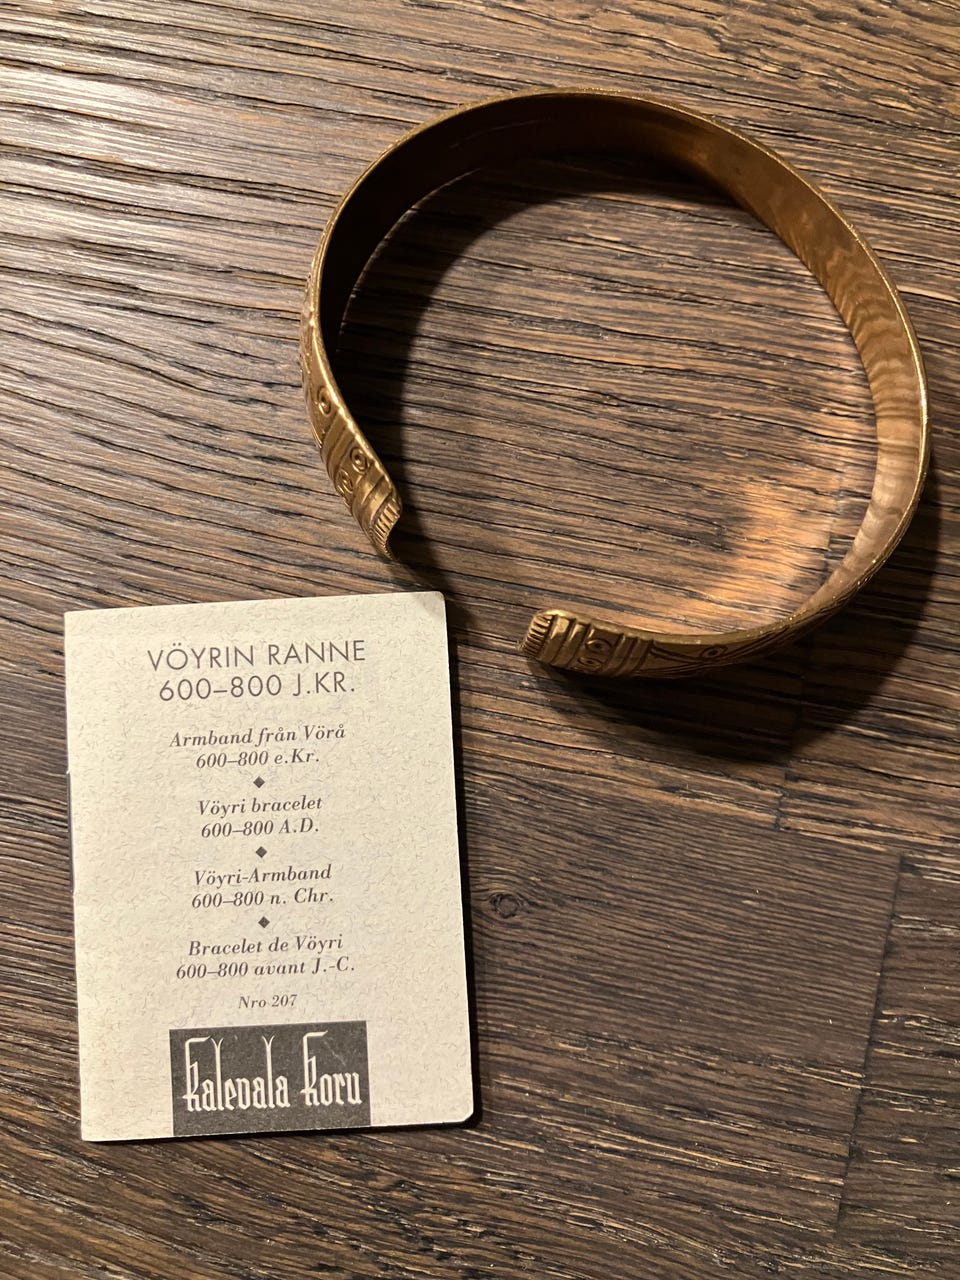 VÖYRIN RANNE
600–800 J.KR.
Armband från Vörå
600–800 e.Kr.
Vöyri bracelet
600–800 A.D.
Vöyri-Armband
600–800 n. Chr.
Bracelet de Vöyri
600–800 avant J.-C.
Nro 207
kalevala koru